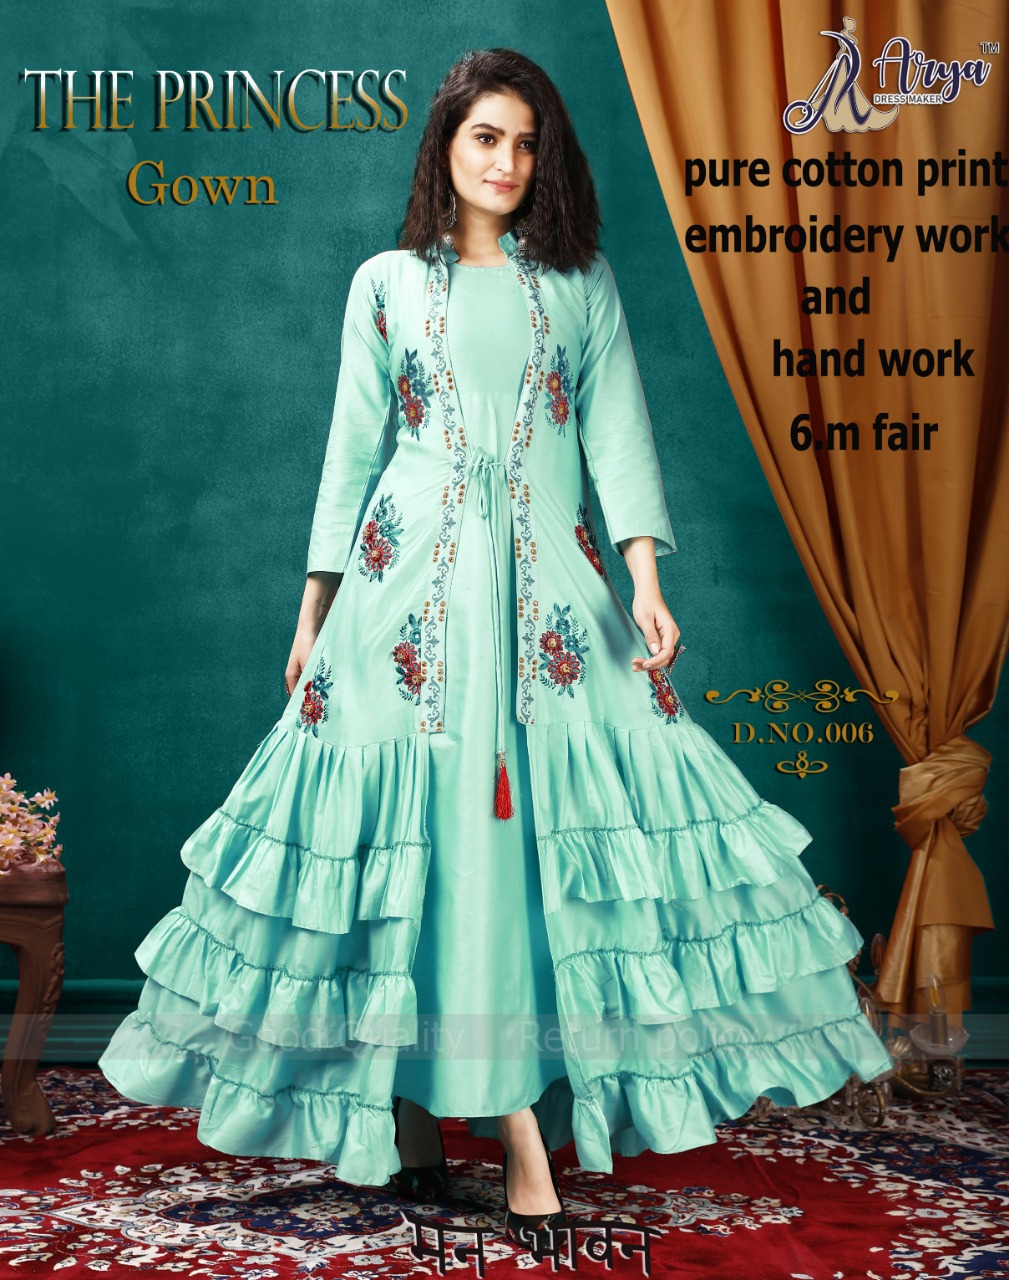 THE PRINCESS
Gown
Arya TM
DRESS MAKER
pure cotton print
embroidery work
and
hand work
6.m fair
D.NO.006
Good Quality Return policy
मन भावन